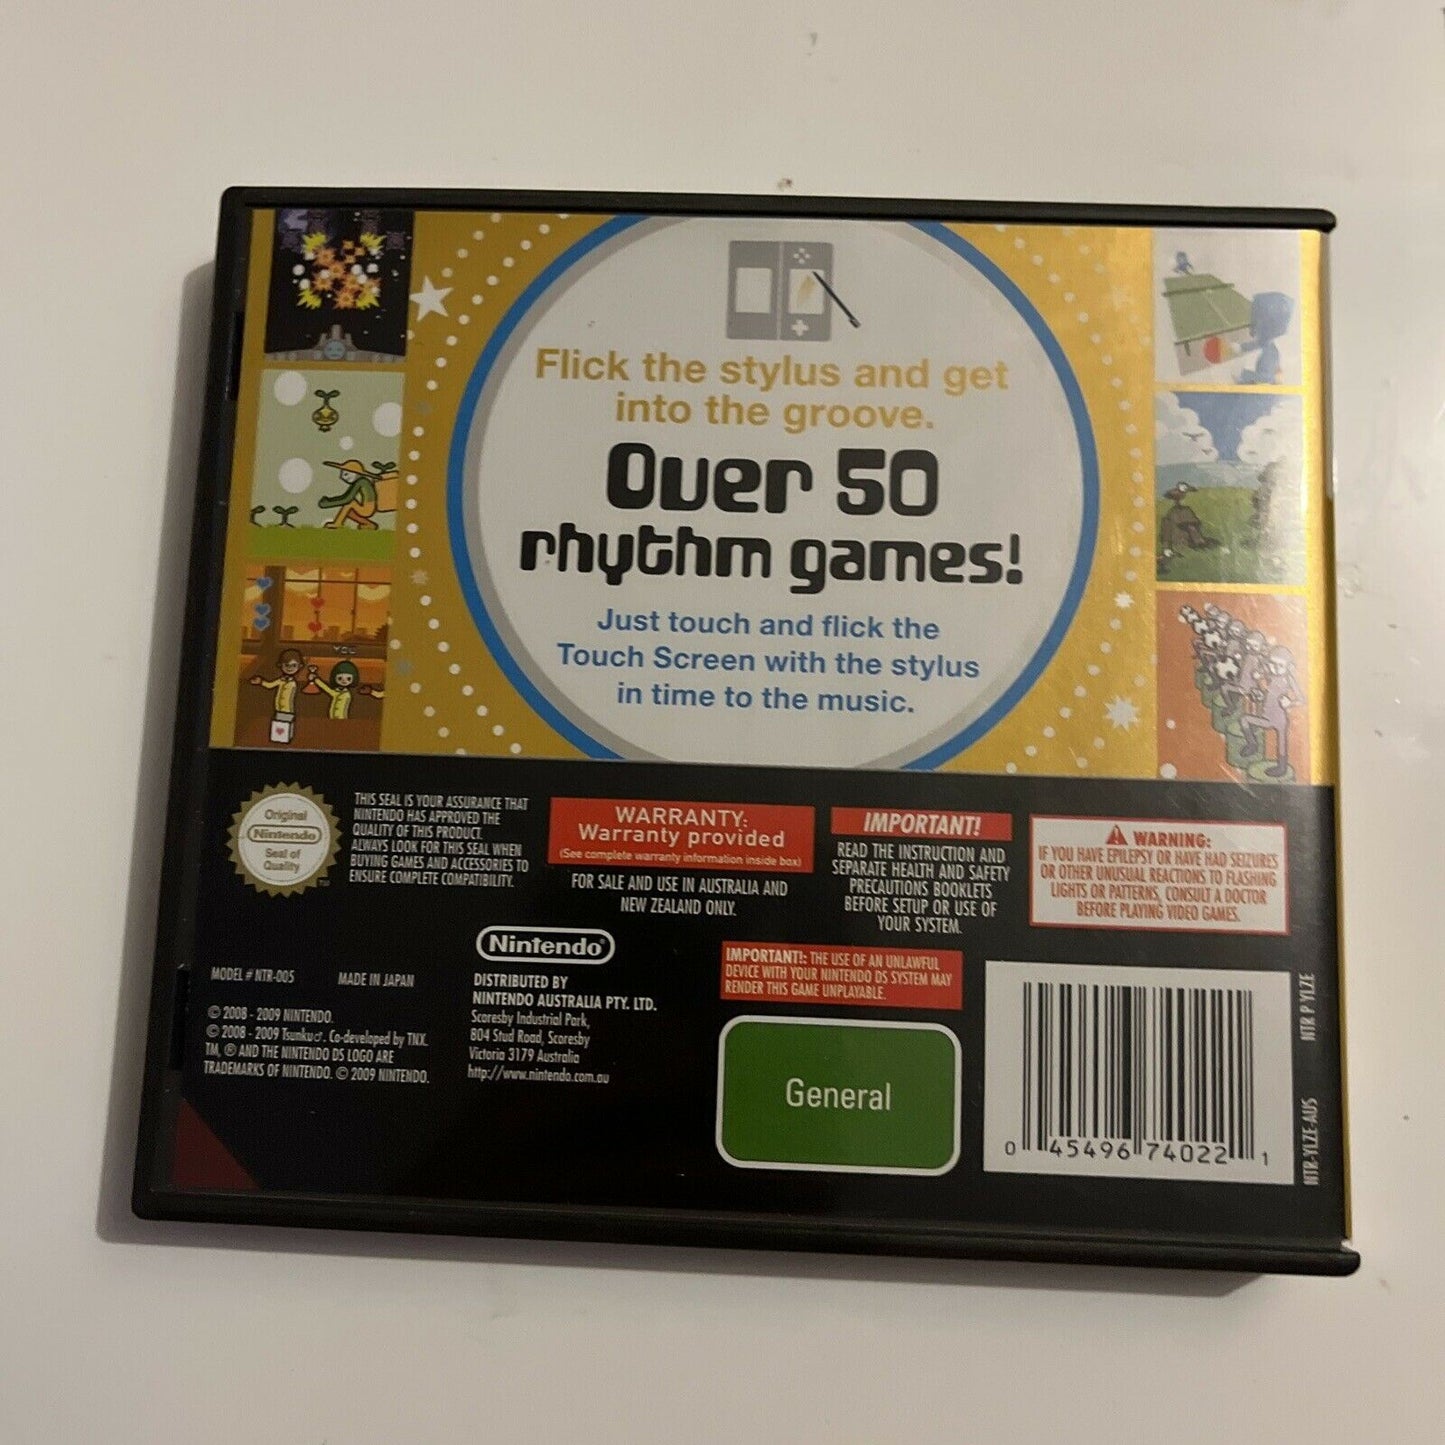 Flick the stylus and get
into the groove.
Over 50
rhythm games!
Just touch and flick the
Touch Screen with the stylus
in time to the music.
YOU
Original
Nintendo
Seal of
Quality
TM
THIS SEAL IS YOUR ASSURANCE THAT
NINTENDO HAS APPROVED THE
QUALITY OF THIS PRODUCT.
ALWAYS LOOK FOR THIS SEAL WHEN
BUYING GAMES AND ACCESSORIES TO
ENSURE COMPLETE COMPATIBILITY.
WARRANTY:
Warranty provided
(See complete warranty information inside box)
FOR SALE AND USE IN AUSTRALIA AND
NEW ZEALAND ONLY.
IMPORTANT!
READ THE INSTRUCTION AND
SEPARATE HEALTH AND SAFETY
PRECAUTIONS BOOKLETS
BEFORE SETUP OR USE OF
YOUR SYSTEM.
WARNING:
IF YOU HAVE EPILEPSY OR HAVE HAD SEIZURES
OR OTHER UNUSUAL REACTIONS TO FLASHING
LIGHTS OR PATTERNS, CONSULT A DOCTOR
BEFORE PLAYING VIDEO GAMES.
MODEL # NTR-005 MADE IN JAPAN
© 2008 - 2009 NINTENDO.
© 2008 - 2009 Tsunku♂. Co-developed by TNX.
TM, ® AND THE NINTENDO DS LOGO ARE
TRADEMARKS OF NINTENDO. © 2009 NINTENDO.
Nintendo®
DISTRIBUTED BY
NINTENDO AUSTRALIA PTY. LTD.
Scoresby Industrial Park,
804 Stud Road, Scoresby
Victoria 3179 Australia
http://www.nintendo.com.au
IMPORTANT!: THE USE OF AN UNLAWFUL
DEVICE WITH YOUR NINTENDO DS SYSTEM MAY
RENDER THIS GAME UNPLAYABLE.
General
0 45496 74022 1
NTR P YLZE
NTR-YLZE-AUS